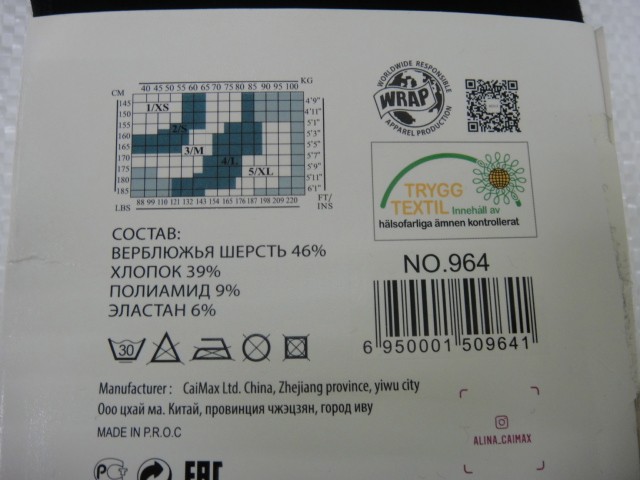 KG
40 45 50 55 60 65 70 75 80 85 90 95 100
CM
145 4'9"
150 4'11"
155 5'1"
160 5'3"
165 5'5"
170 5'7"
175 5'9"
180 5'11"
185 6'1"
1/XS
2/S
3/M
4/L
5/XL
LBS
88 99 110 121 132 143 154 165 176 187 198 209 220
FT/
INS
WORLDWIDE RESPONSIBLE
WRAP
APPAREL PRODUCTION
TRYGG
TEXTIL Innehåll av
hälsofarliga ämnen kontrollerat
СОСТАВ:
ВЕРБЛЮЖЬЯ ШЕРСТЬ 46%
ХЛОПОК 39%
ПОЛИАМИД 9%
ЭЛАСТАН 6%
30
NO.964
6 950001 509641
Manufacturer : CaiMax Ltd. China, Zhejiang province, yiwu city
Ооо цхай ма. Китай, провинция чжэцзян, город иву
MADE IN P.R.O.C
ALINA_CAIMAX
РСТ
EAC